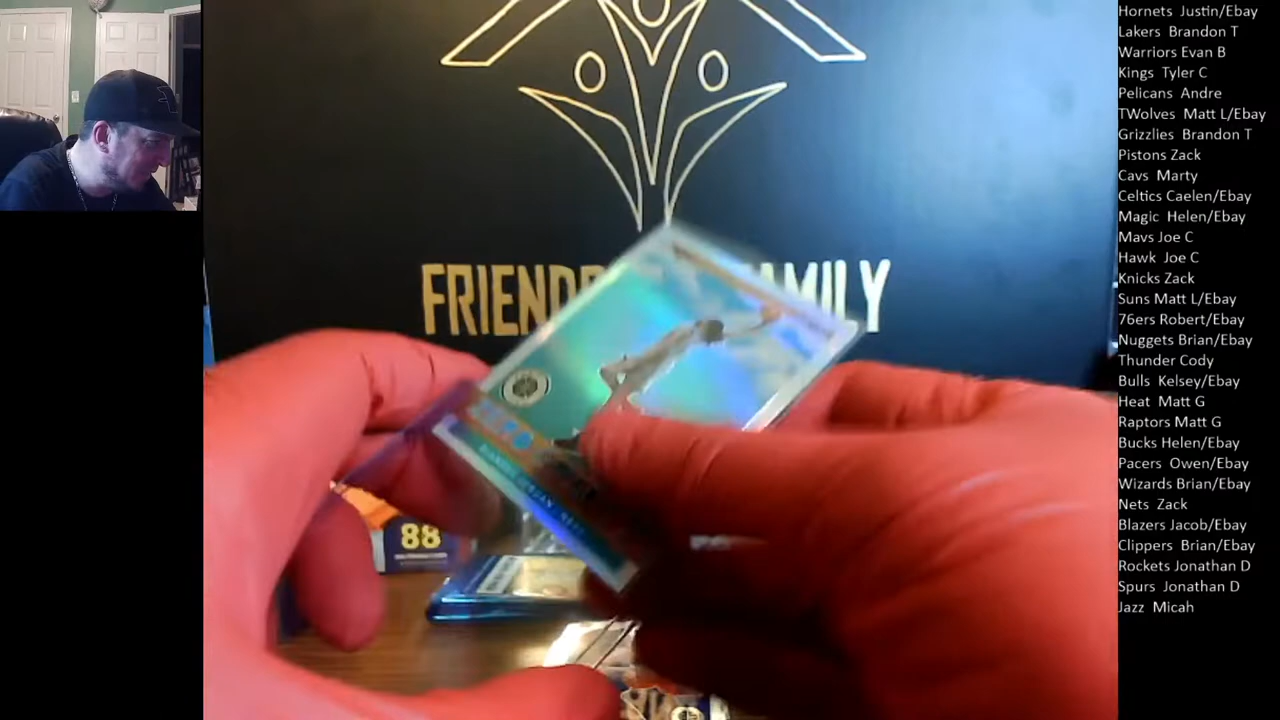 Hornets Justin/Ebay
Lakers Brandon T
Warriors Evan B
Kings Tyler C
Pelicans Andre
TWolves Matt L/Ebay
Grizzlies Brandon T
Pistons Zack
Cavs Marty
Celtics Caelen/Ebay
Magic Helen/Ebay
Mavs Joe C
Hawk Joe C
Knicks Zack
Suns Matt L/Ebay
76ers Robert/Ebay
Nuggets Brian/Ebay
Thunder Cody
Bulls Kelsey/Ebay
Heat Matt G
Raptors Matt G
Bucks Helen/Ebay
Pacers Owen/Ebay
Wizards Brian/Ebay
Nets Zack
Blazers Jacob/Ebay
Clippers Brian/Ebay
Rockets Jonathan D
Spurs Jonathan D
Jazz Micah
88